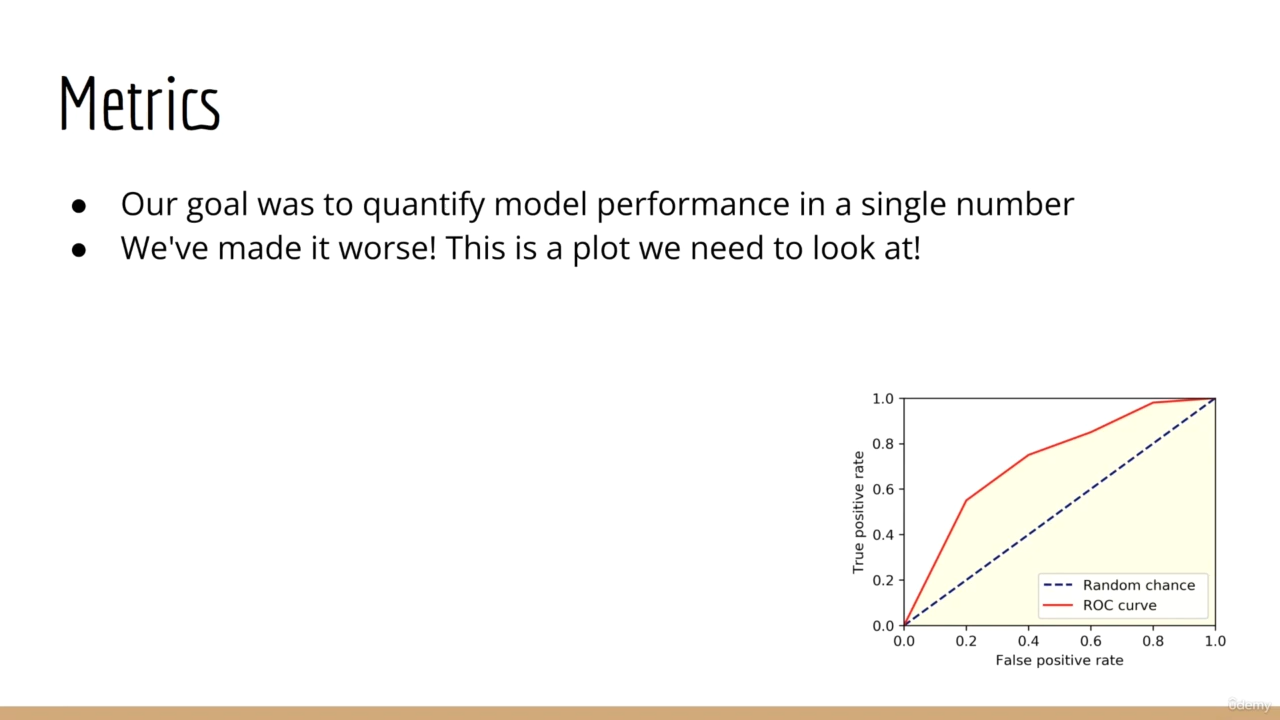 Metrics
● Our goal was to quantify model performance in a single number
● We've made it worse! This is a plot we need to look at!
1.0
0.8
0.6
0.4
0.2
0.0
True positive rate
Random chance
ROC curve
0.0 0.2 0.4 0.6 0.8 1.0
False positive rate
ûdemy